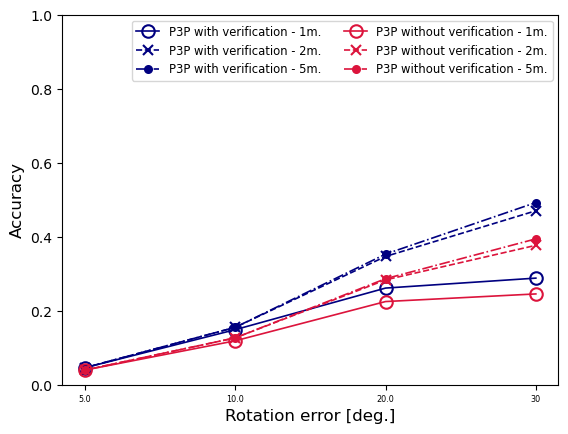 P3P with verification - 1m.
P3P with verification - 2m.
P3P with verification - 5m.
P3P without verification - 1m.
P3P without verification - 2m.
P3P without verification - 5m.
1.0
0.8
0.6
0.4
0.2
0.0
Accuracy
5.0 10.0 20.0 30
Rotation error [deg.]